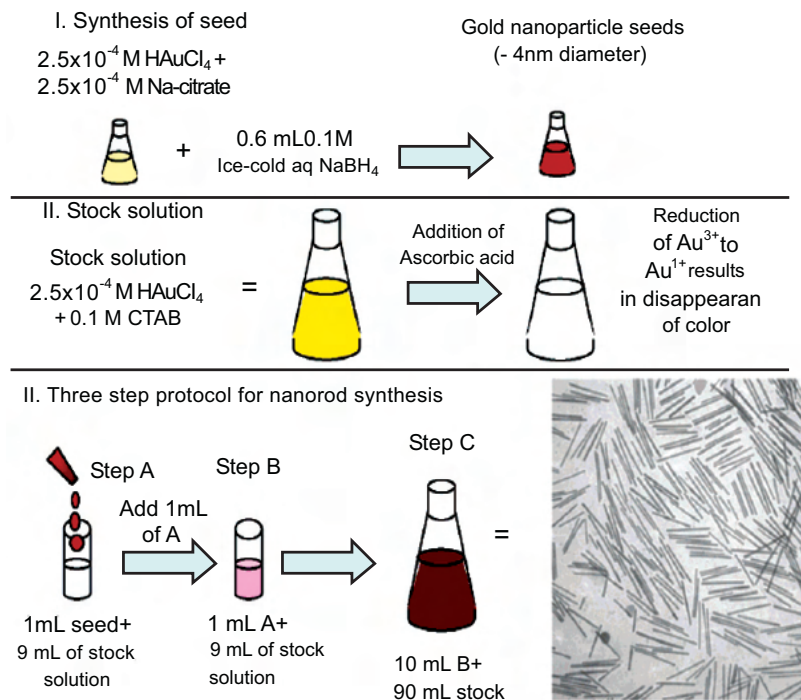 I. Synthesis of seed
2.5x10⁻⁴ M HAuCl₄ +
2.5x10⁻⁴ M Na-citrate
+
0.6 mL0.1M
Ice-cold aq NaBH₄
Gold nanoparticle seeds
(- 4nm diameter)
II. Stock solution
Stock solution
2.5x10⁻⁴ M HAuCl₄
+ 0.1 M CTAB
=
Addition of
Ascorbic acid
Reduction
of Au³⁺ to
Au¹⁺ results
in disappearan
of color
II. Three step protocol for nanorod synthesis
Step A
1mL seed+
9 mL of stock
solution
Add 1mL
of A
Step B
1 mL A+
9 mL of stock
solution
Step C
10 mL B+
90 mL stock
=